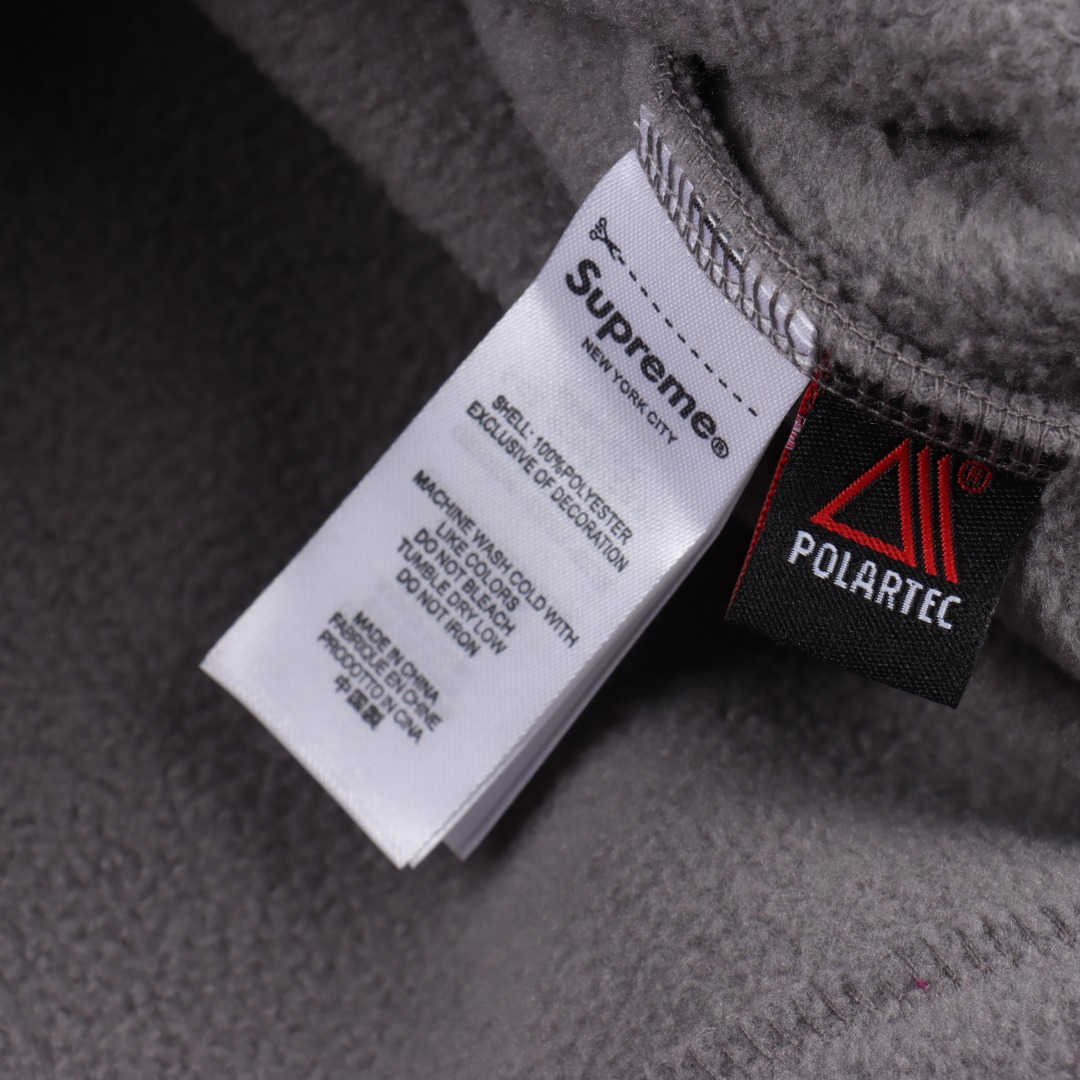 Supreme®
NEW YORK CITY
SHELL: 100%POLYESTER
EXCLUSIVE OF DECORATION
MACHINE WASH COLD WITH
LIKE COLORS
DO NOT BLEACH
TUMBLE DRY LOW
DO NOT IRON
MADE IN CHINA
FABRIQUE EN CHINE
PRODOTTO IN CINA
中国製
®
POLARTEC